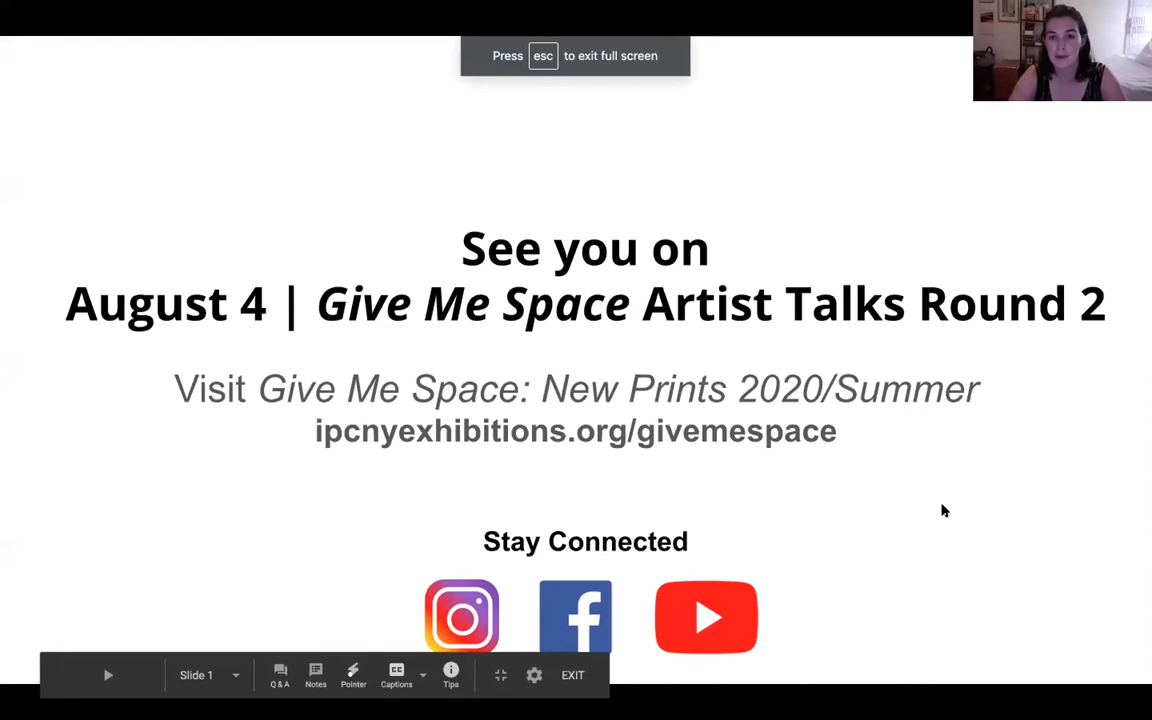 Press esc to exit full screen
See you on
August 4 | Give Me Space Artist Talks Round 2
Visit Give Me Space: New Prints 2020/Summer
ipcnyexhibitions.org/givemespace
Stay Connected
Slide 1
Q & A
Notes
Pointer
CC
Captions
Tips
EXIT